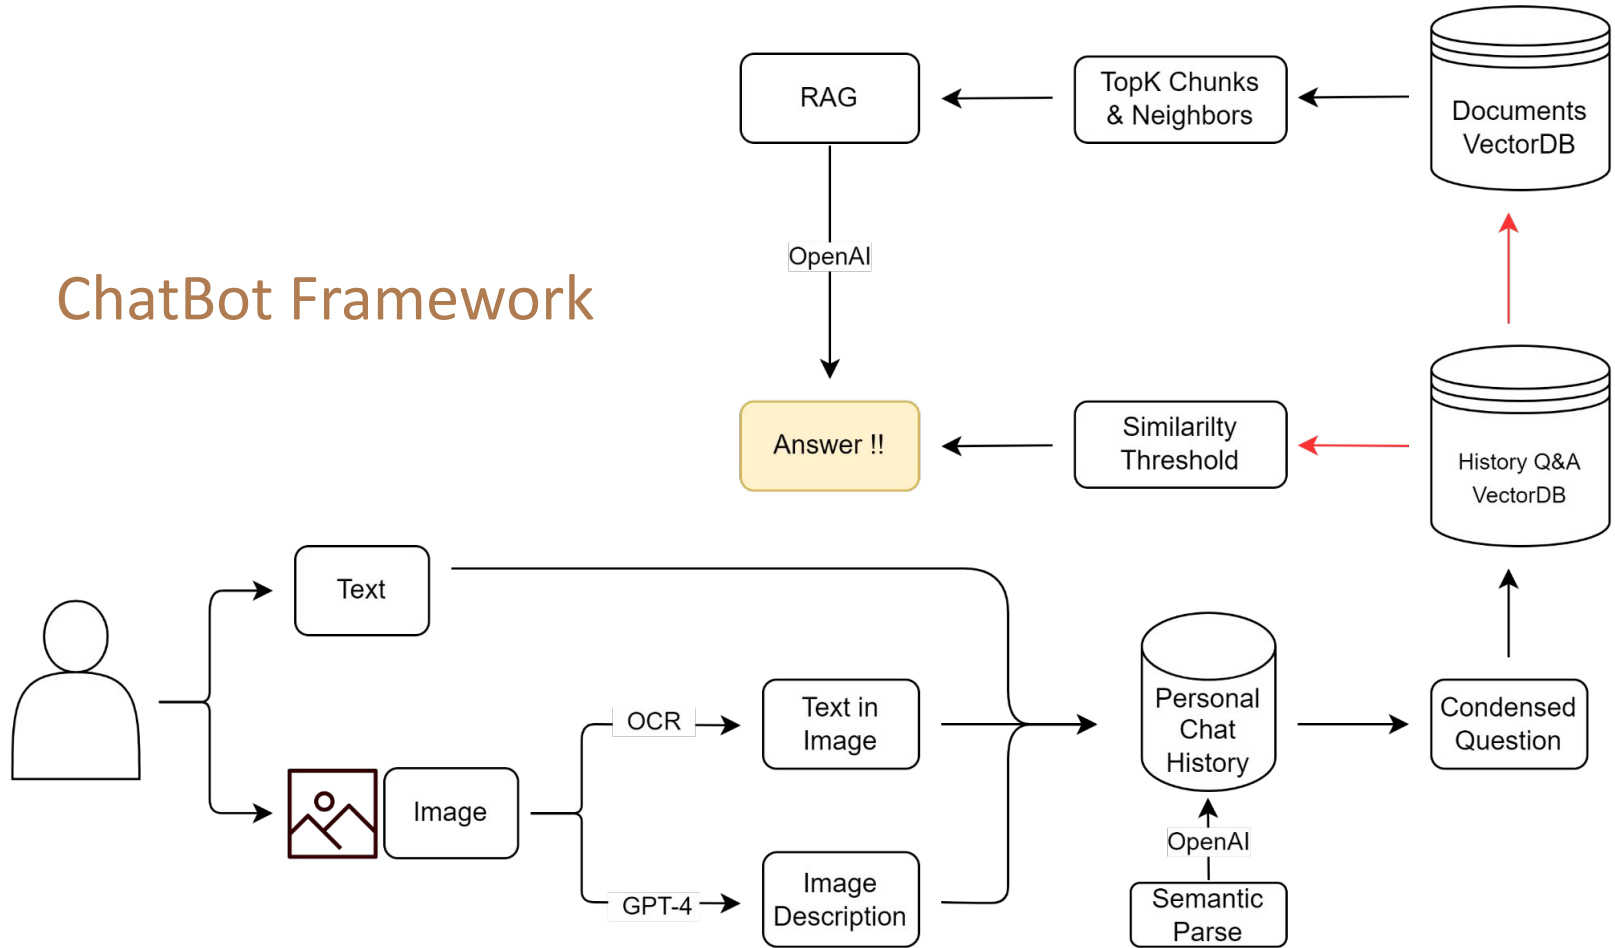 RAG
TopK Chunks
& Neighbors
Documents
VectorDB
OpenAI
ChatBot Framework
Answer !!
Similarilty
Threshold
History Q&A
VectorDB
Text
OCR
Text in
Image
Personal
Chat
History
Condensed
Question
Image
OpenAI
GPT-4
Image
Description
Semantic
Parse